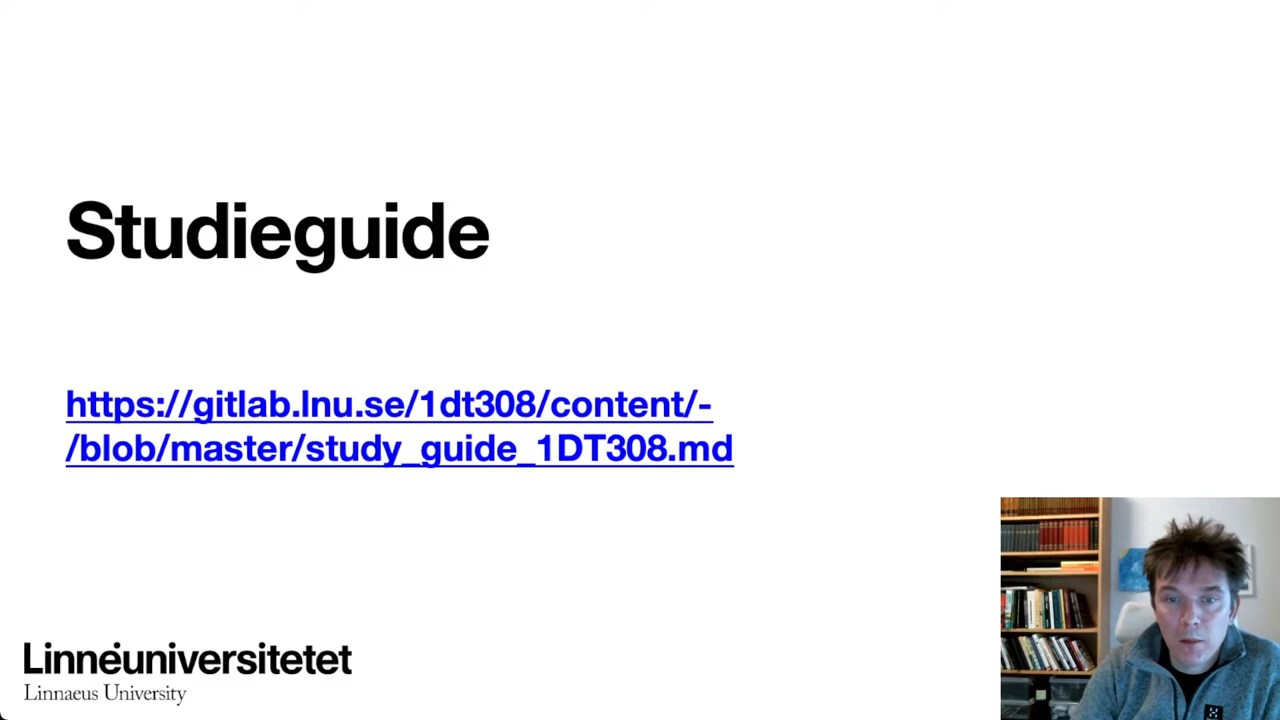 Studieguide
https://gitlab.lnu.se/1dt308/content/-
/blob/master/study_guide_1DT308.md
Linnéuniversitetet
Linnaeus University